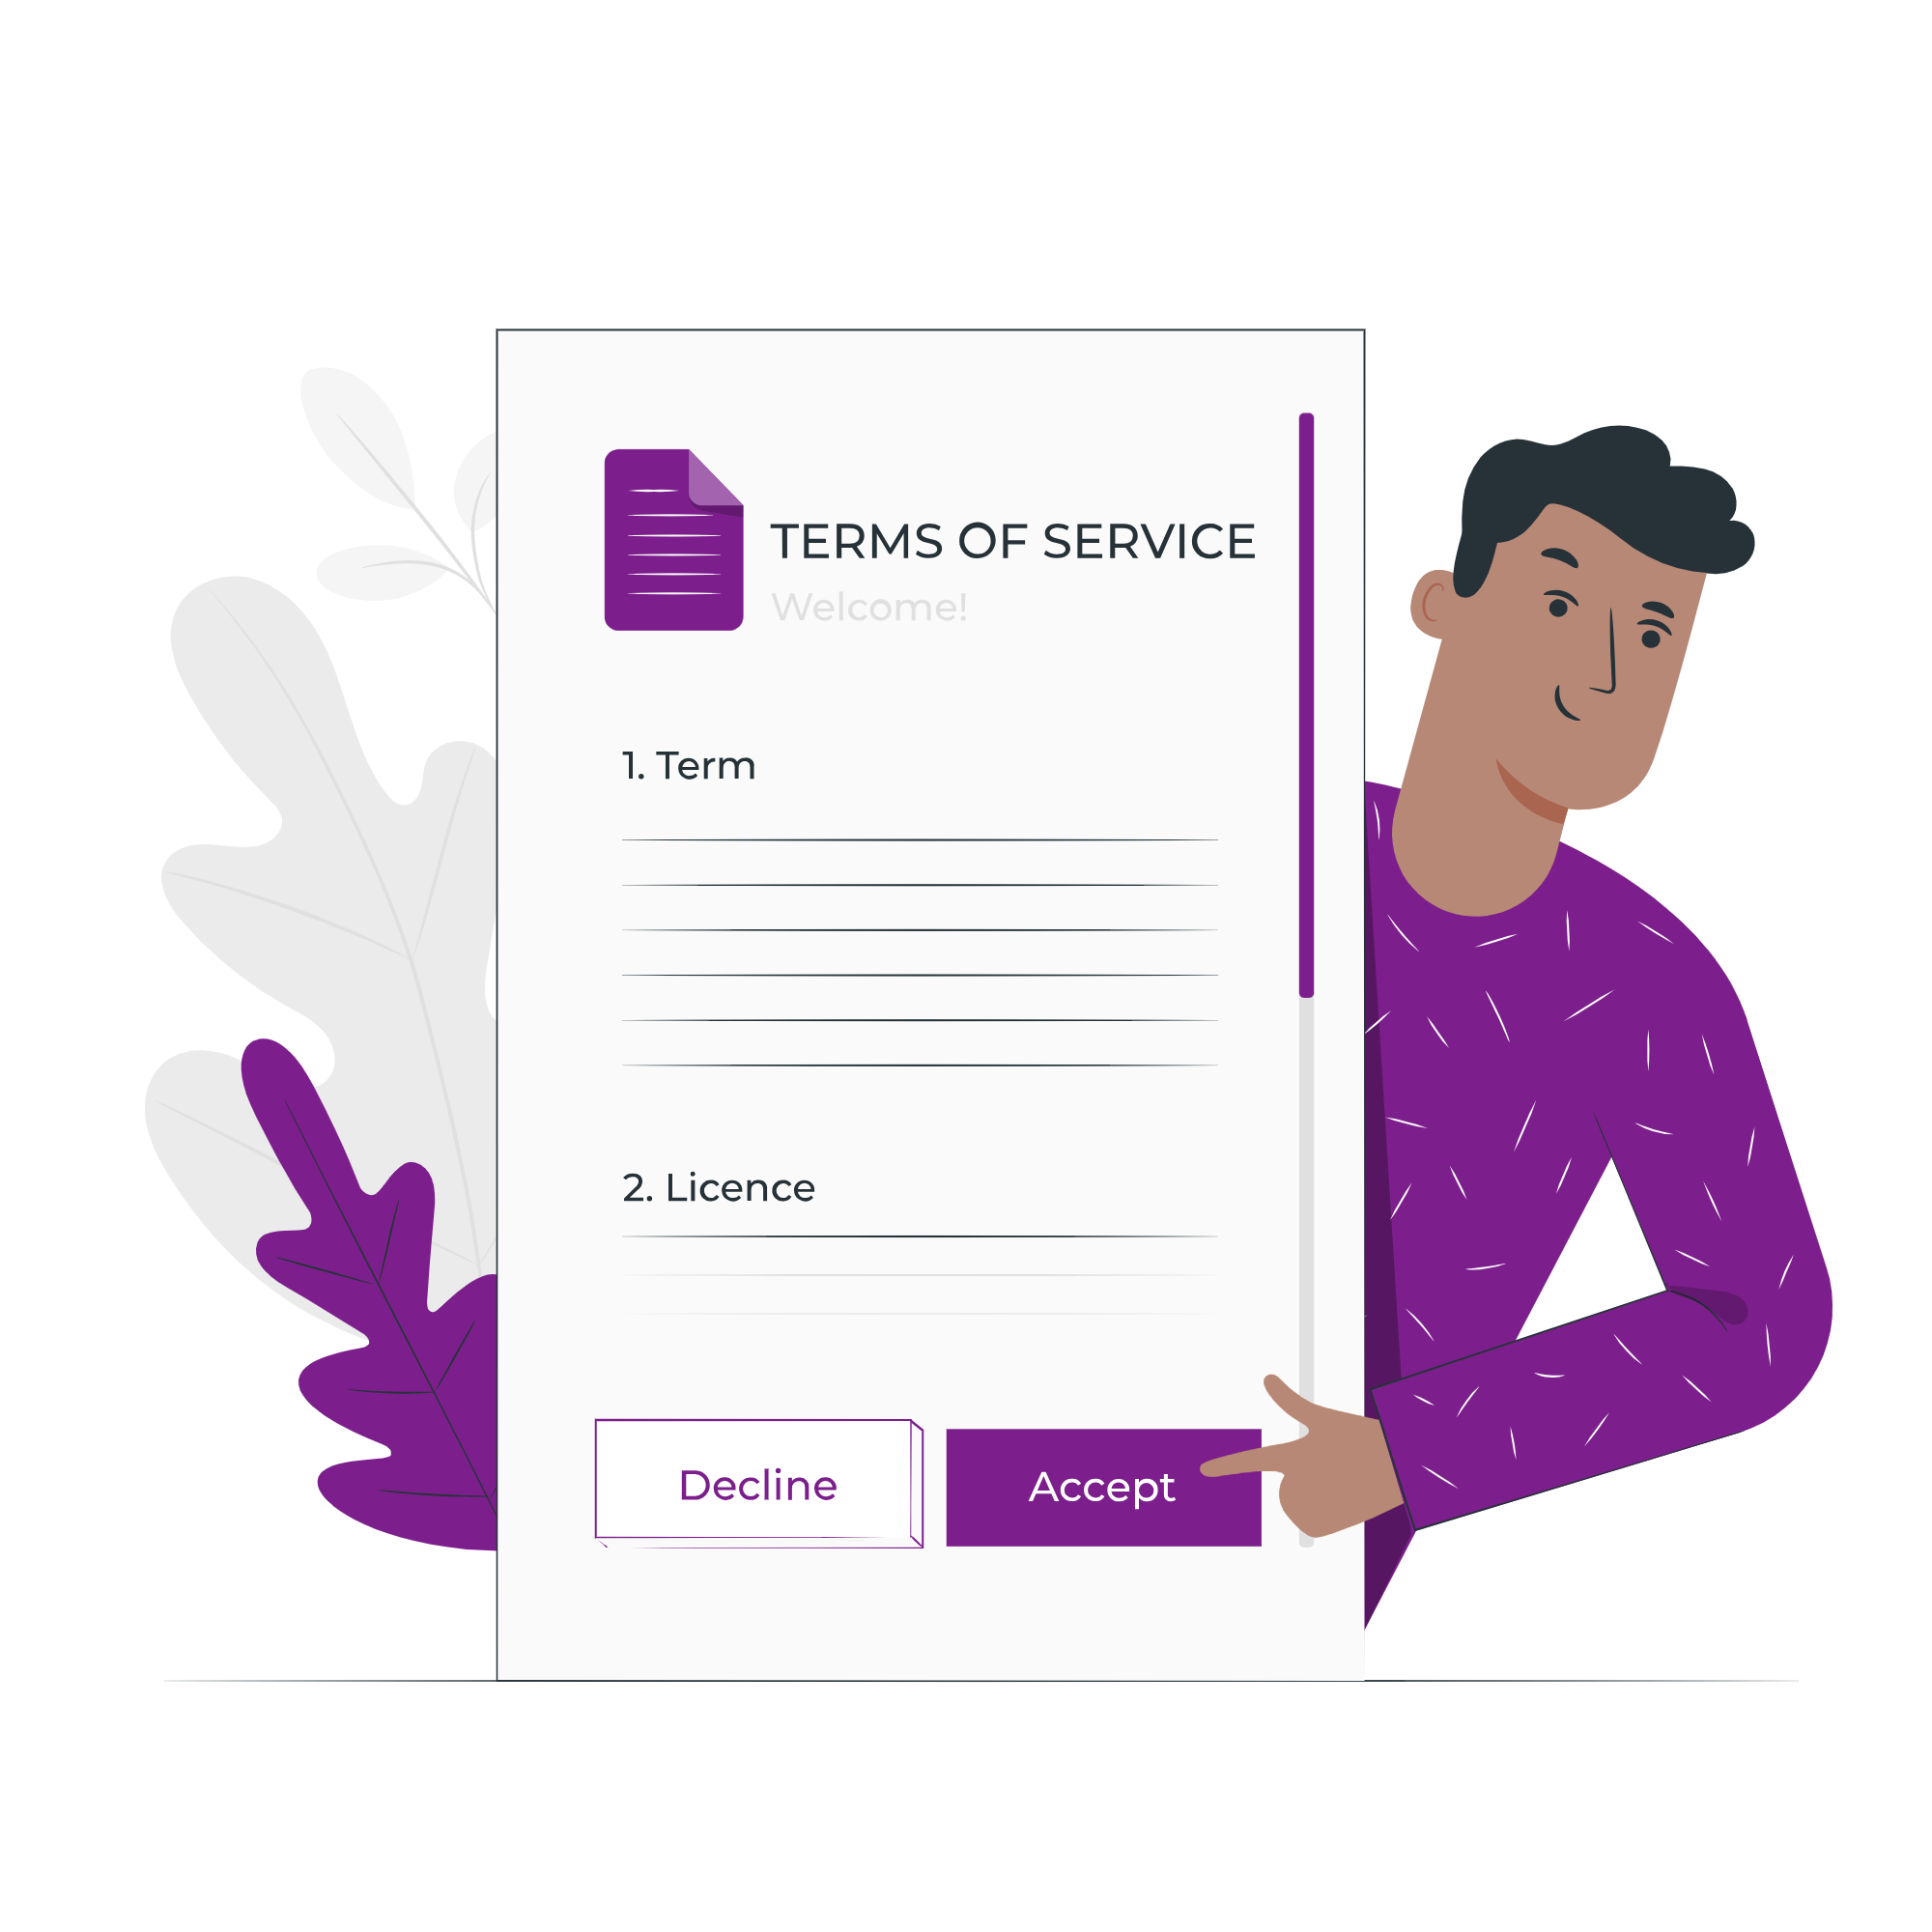 TERMS OF SERVICE
Welcome!
1. Term
2. Licence
Decline
Accept